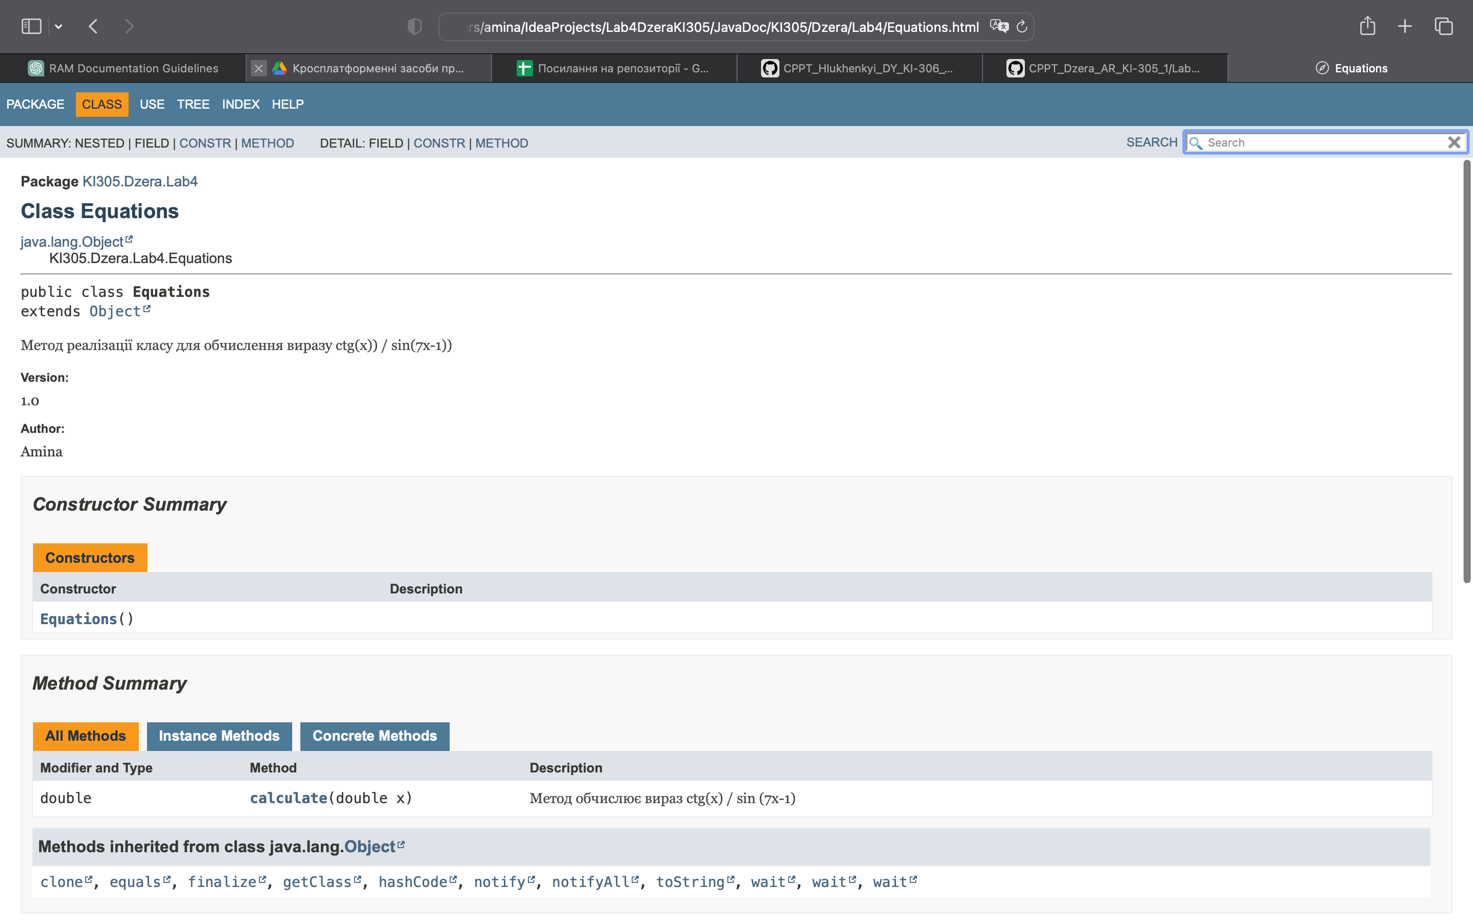 rs/amina/IdeaProjects/Lab4DzeraKI305/JavaDoc/KI305/Dzera/Lab4/Equations.html
RAM Documentation Guidelines
Кросплатформенні засоби пр...
Посилання на репозиторії - G...
CPPT_Hlukhenkyi_DY_KI-306_...
CPPT_Dzera_AR_KI-305_1/Lab...
Equations
PACKAGE CLASS USE TREE INDEX HELP
SUMMARY: NESTED | FIELD | CONSTR | METHOD DETAIL: FIELD | CONSTR | METHOD
SEARCH Search
Package KI305.Dzera.Lab4
Class Equations
java.lang.Object
KI305.Dzera.Lab4.Equations
public class Equations
extends Object
Метод реалізації класу для обчислення виразу ctg(x)) / sin(7x-1))
Version:
1.0
Author:
Amina
Constructor Summary
Constructors
Constructor Description
Equations()
Method Summary
All Methods Instance Methods Concrete Methods
Modifier and Type Method Description
double calculate(double x) Метод обчислює вираз ctg(x) / sin (7x-1)
Methods inherited from class java.lang.Object
clone, equals, finalize, getClass, hashCode, notify, notifyAll, toString, wait, wait, wait